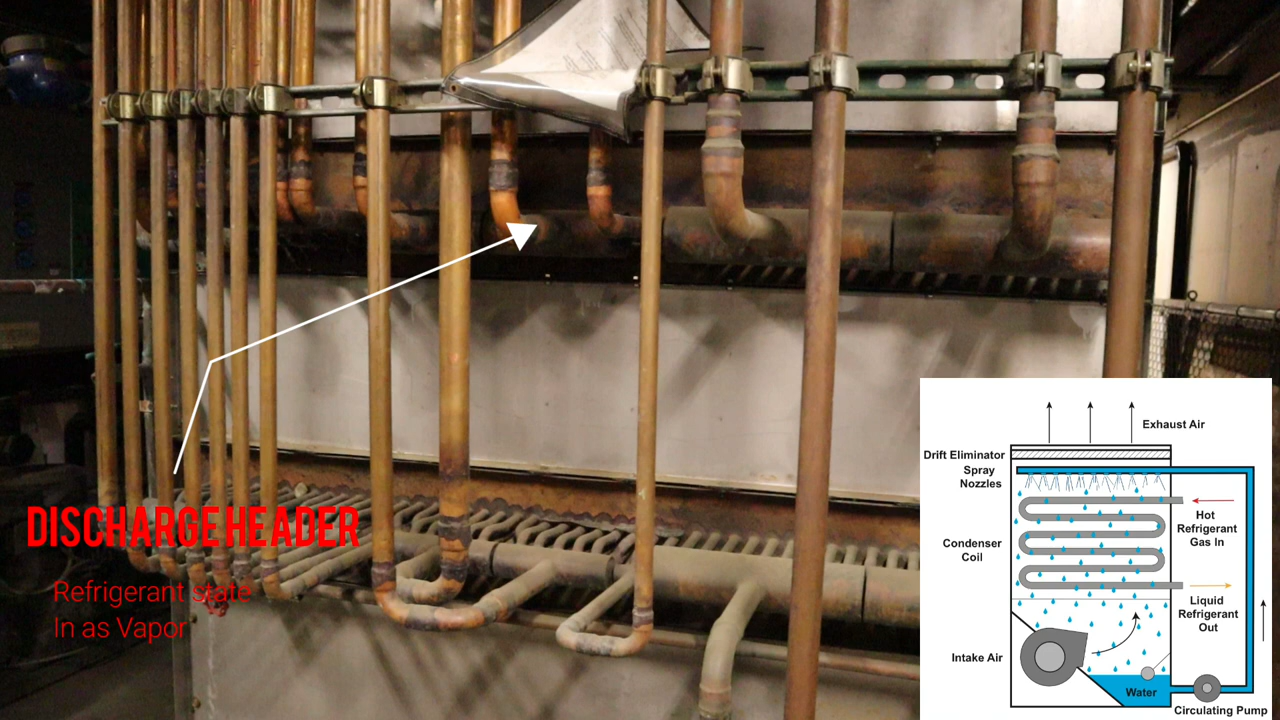 DISCHARGE HEADER
Refrigerant state
In as Vapor
Exhaust Air
Drift Eliminator
Spray
Nozzles
Hot
Refrigerant
Gas In
Condenser
Coil
Liquid
Refrigerant
Out
Intake Air
Water
Circulating Pump